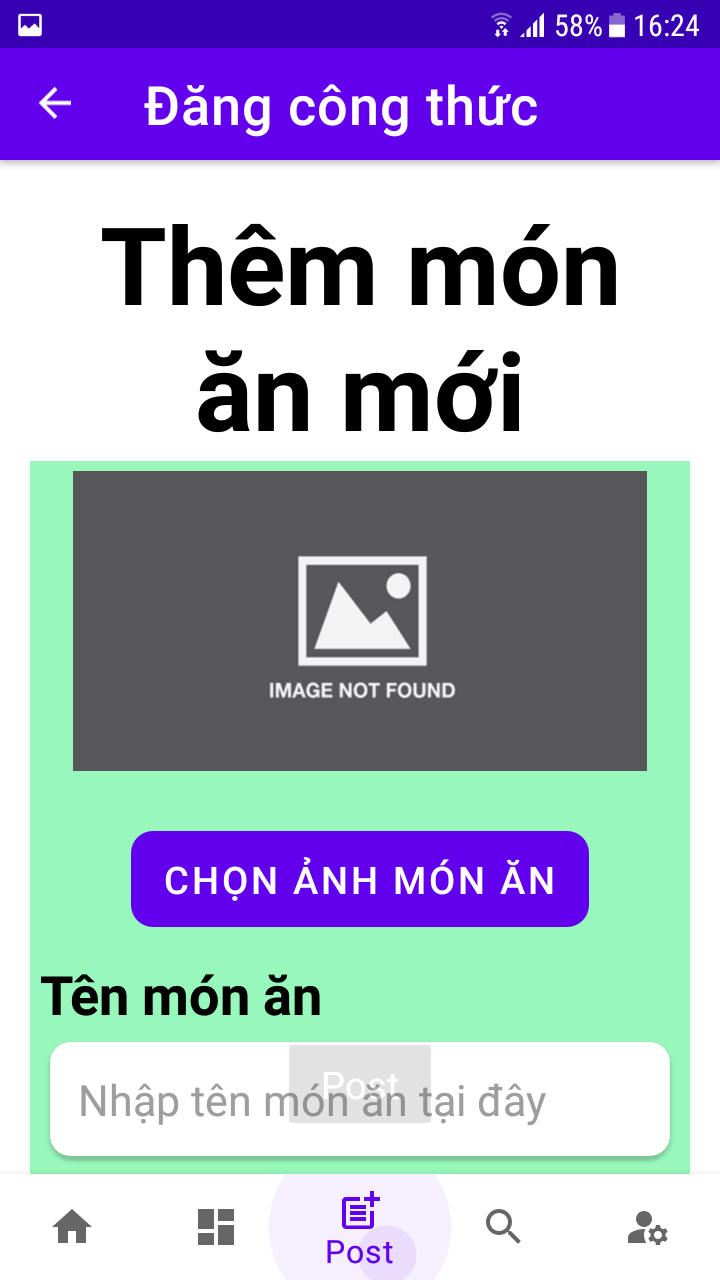 58% 16:24
Đăng công thức
Thêm món
ăn mới
IMAGE NOT FOUND
CHỌN ẢNH MÓN ĂN
Tên món ăn
Post
Nhập tên món ăn tại đây
Post